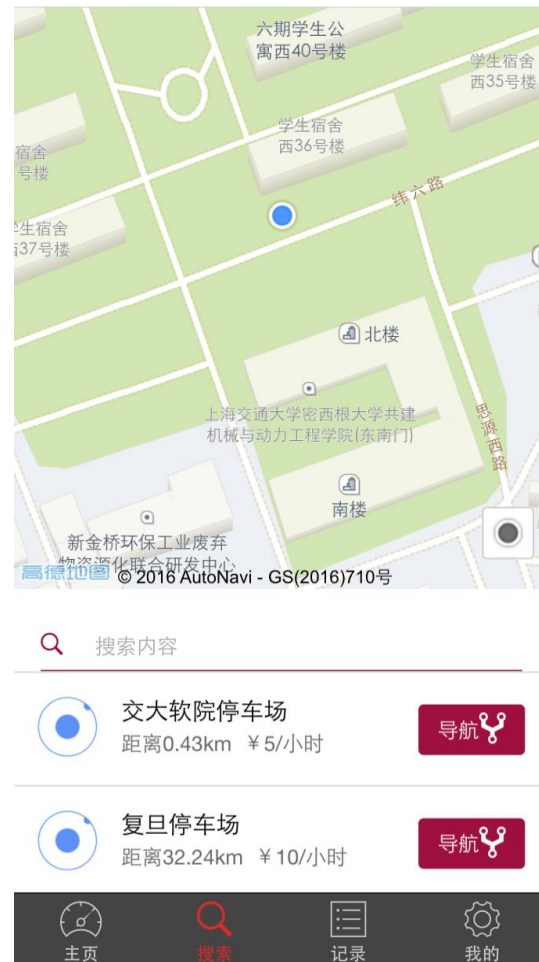 六期学生公
寓西40号楼
学生宿舍
西35号楼
学生宿舍
西36号楼
宿舍
号楼
纬六路
生宿舍
37号楼
北楼
上海交通大学密西根大学共建
机械与动力工程学院(东南门)
思源西路
南楼
新金桥环保工业废弃
物资源化联合研发中心
高德地图
© 2016 AutoNavi - GS(2016)710号
搜索内容
交大软院停车场
距离0.43km ¥5/小时
导航
复旦停车场
距离32.24km ¥10/小时
导航
主页
搜索
记录
我的